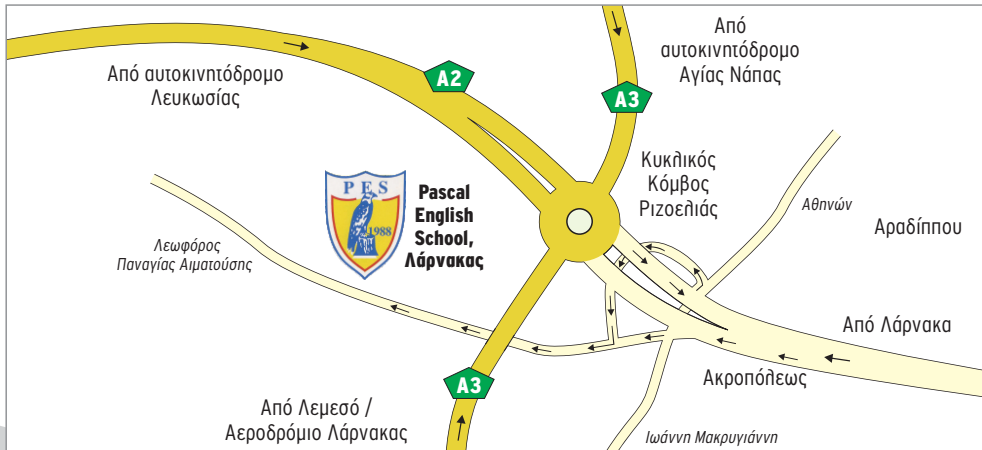 Από αυτοκινητόδρομο
Λευκωσίας
A2
Από
αυτοκινητόδρομο
Αγίας Νάπας
A3
PES
1988
Pascal
English
School,
Λάρνακας
Κυκλικός
Κόμβος
Ριζοελιάς
Αθηνών
Αραδίππου
Λεωφόρος
Παναγίας Αιματούσης
Από Λάρνακα
Ακροπόλεως
A3
Από Λεμεσό /
Αεροδρόμιο Λάρνακας
Ιωάννη Μακρυγιάννη